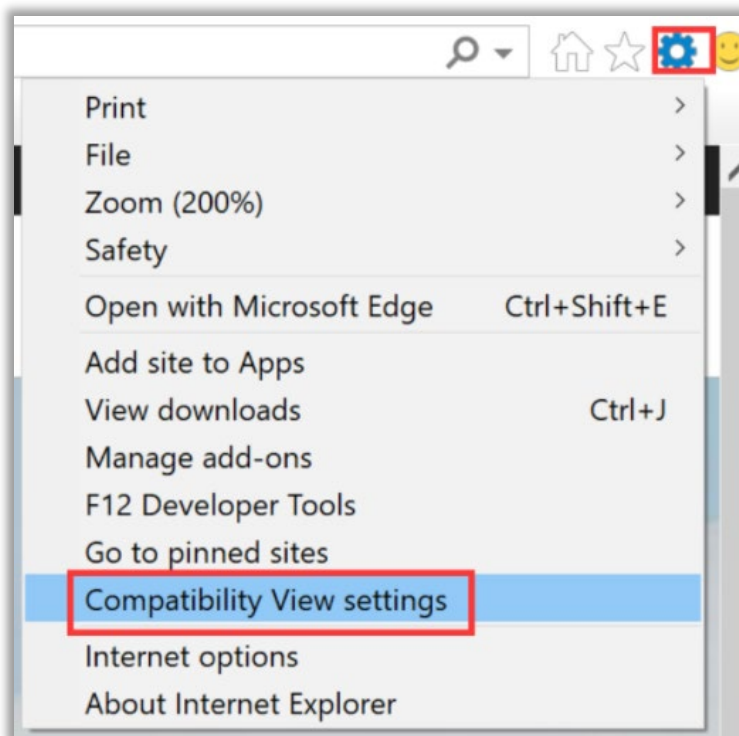 Print
File
Zoom (200%)
Safety
Open with Microsoft Edge Ctrl+Shift+E
Add site to Apps
View downloads Ctrl+J
Manage add-ons
F12 Developer Tools
Go to pinned sites
Compatibility View settings
Internet options
About Internet Explorer